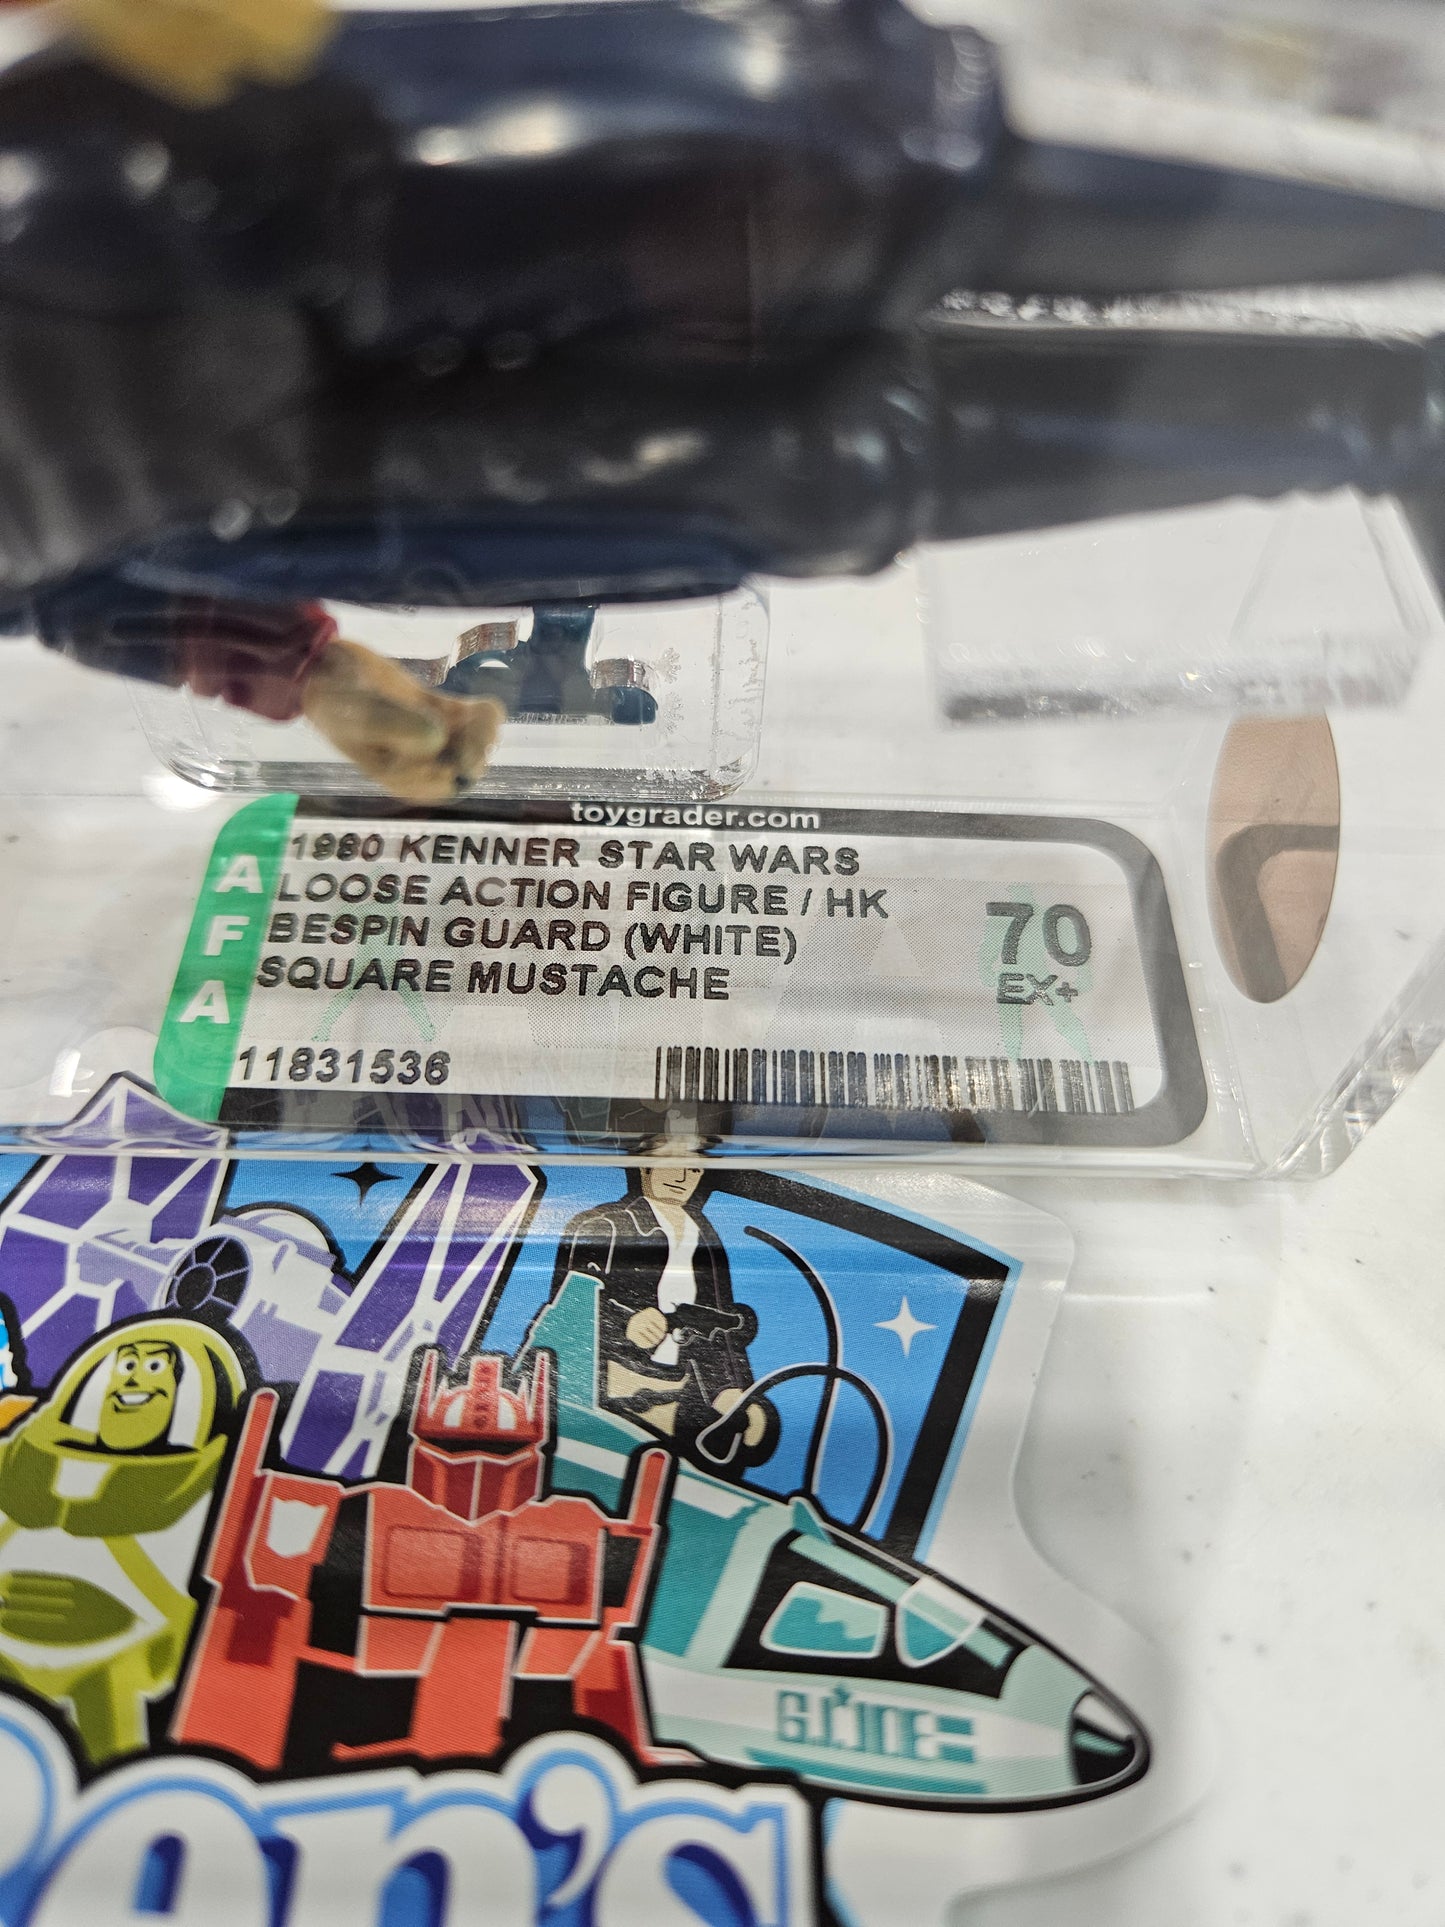 toygrader.com
AFA
1980 KENNER STAR WARS
LOOSE ACTION FIGURE / HK
BESPIN GUARD (WHITE)
SQUARE MUSTACHE
70
EX+
11831536
G.I.JOE